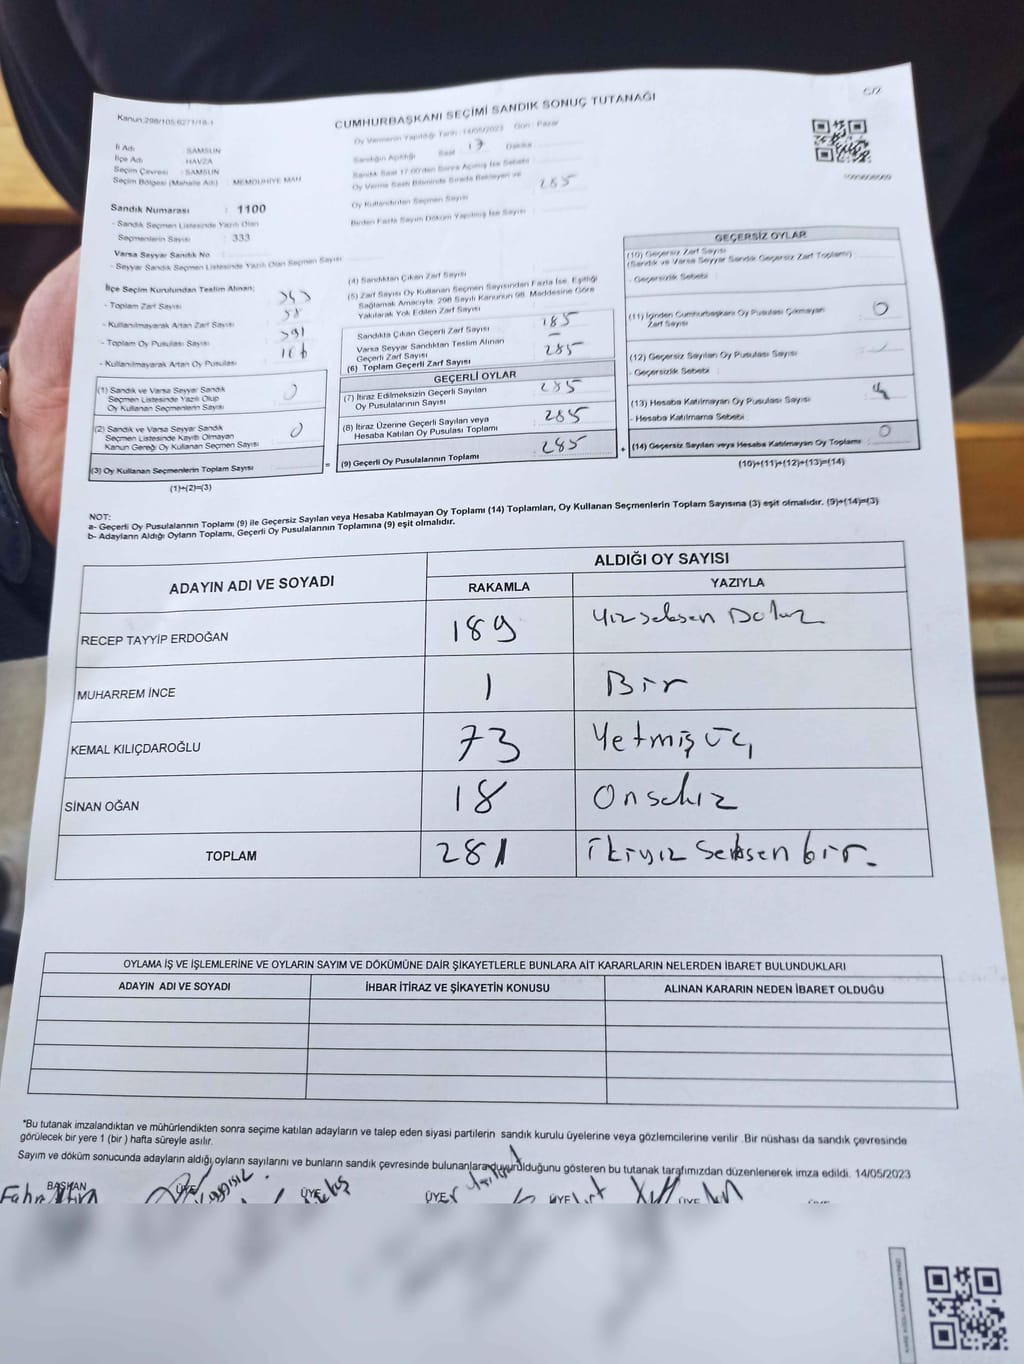 Kanun:298/105,6271/18-1
CUMHURBAŞKANI SEÇİMİ SANDIK SONUÇ TUTANAĞI
C/2
Oy Vermenin Yapıldığı Tarih : 14/05/2023 Gün : Pazar
İl Adı SAMSUN
İlçe Adı HAVZA
Seçim Çevresi : SAMSUN
Seçim Bölgesi (Mahalle Adı) : MEMDUHİYE MAH
Sandığın Açıldığı Saat : 17 Dakika
Sandık Saat 17:00'den Sonra Açılmış İse Sebebi
Oy Verme Saati Bitiminde Sırada Bekleyen ve
Oy Kullandırılan Seçmen Sayısı 285
Birden Fazla Sayım Döküm Yapılmış İse Sayısı
Sandık Numarası : 1100
- Sandık Seçmen Listesinde Yazılı Olan
Seçmenlerin Sayısı : 333
Varsa Seyyar Sandık No
- Seyyar Sandık Seçmen Listesinde Yazılı Olan Seçmen Sayısı
İlçe Seçim Kurulundan Teslim Alınan;
- Toplam Zarf Sayısı
- Kullanılmayarak Artan Zarf Sayısı
- Toplam Oy Pusulası Sayısı
- Kullanılmayarak Artan Oy Pusulası
(1) Sandık ve Varsa Seyyar Sandık
Seçmen Listesinde Yazılı Olup
Oy Kullanan Seçmenlerin Sayısı 0
(2) Sandık ve Varsa Seyyar Sandık
Seçmen Listesinde Kayıtlı Olmayan
Kanun Gereği Oy Kullanan Seçmen Sayısı 0
(3) Oy Kullanan Seçmenlerin Toplam Sayısı
(1)+(2)=(3)
(4) Sandıktan Çıkan Zarf Sayısı
(5) Zarf Sayısı Oy Kullanan Seçmen Sayısından Fazla İse, Eşitliği
Sağlamak Amacıyla, 298 Sayılı Kanunun 98. Maddesine Göre
Yakılarak Yok Edilen Zarf Sayısı
Sandıkta Çıkan Geçerli Zarf Sayısı 185
Varsa Seyyar Sandıktan Teslim Alınan
Geçerli Zarf Sayısı –
(6) Toplam Geçerli Zarf Sayısı 285
GEÇERLİ OYLAR
(7) İtiraz Edilmeksizin Geçerli Sayılan
Oy Pusulalarının Sayısı 285
(8) İtiraz Üzerine Geçerli Sayılan veya
Hesaba Katılan Oy Pusulası Toplamı 285
= (9) Geçerli Oy Pusulalarının Toplamı 285
GEÇERSİZ OYLAR
(10) Geçersiz Zarf Sayısı
(Sandık ve Varsa Seyyar Sandık Geçersiz Zarf Toplamı)
- Geçersizlik Sebebi
(11) İçinden Cumhurbaşkanı Oy Pusulası Çıkmayan
Zarf Sayısı 0
(12) Geçersiz Sayılan Oy Pusulası Sayısı
- Geçersizlik Sebebi
(13) Hesaba Katılmayan Oy Pusulası Sayısı 4
- Hesaba Katılmama Sebebi
+ (14) Geçersiz Sayılan veya Hesaba Katılmayan Oy Toplamı 0
(10)+(11)+(12)+(13)=(14)
NOT:
a- Geçerli Oy Pusulalarının Toplamı (9) ile Geçersiz Sayılan veya Hesaba Katılmayan Oy Toplamı (14) Toplamları, Oy Kullanan Seçmenlerin Toplam Sayısına (3) eşit olmalıdır. (9)+(14)=(3)
b- Adayların Aldığı Oyların Toplamı, Geçerli Oy Pusulalarının Toplamına (9) eşit olmalıdır.
ADAYIN ADI VE SOYADI
ALDIĞI OY SAYISI
RAKAMLA YAZIYLA
RECEP TAYYİP ERDOĞAN 189 Yüzseksen Dokuz
MUHARREM İNCE 1 Bir
KEMAL KILIÇDAROĞLU 73 Yetmiş üç
SİNAN OĞAN 18 Onsekiz
TOPLAM 281 ikiyüz Seksen bir.
OYLAMA İŞ VE İŞLEMLERİNE VE OYLARIN SAYIM VE DÖKÜMÜNE DAİR ŞİKAYETLERLE BUNLARA AİT KARARLARIN NELERDEN İBARET BULUNDUKLARI
ADAYIN ADI VE SOYADI İHBAR İTİRAZ VE ŞİKAYETİN KONUSU ALINAN KARARIN NEDEN İBARET OLDUĞU
*Bu tutanak imzalandıktan ve mühürlendikten sonra seçime katılan adayların ve talep eden siyasi partilerin sandık kurulu üyelerine veya gözlemcilerine verilir .Bir nüshası da sandık çevresinde
görülecek bir yere 1 (bir ) hafta süreyle asılır.
Sayım ve döküm sonucunda adayların aldığı oyların sayılarını ve bunların sandık çevresinde bulunanlara duyurulduğunu gösteren bu tutanak tarafımızdan düzenlenerek imza edildi. 14/05/2023
BAŞKAN ÜYE ÜYE ÜYE ÜYE ÜYE